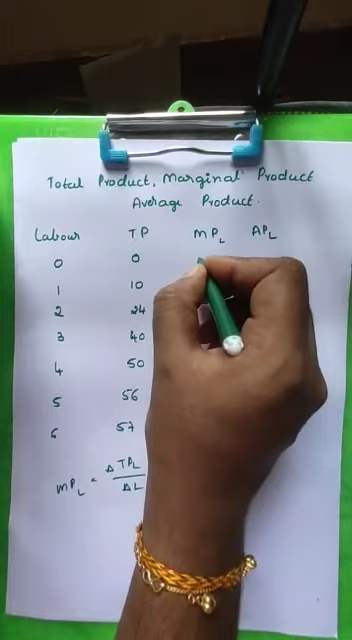 Total Product, Marginal Product
Average Product.
Labour TP MPL APL
0 0
1 10
2 24
3 40
4 50
5 56
6 57
MPL = ΔTPL / ΔL